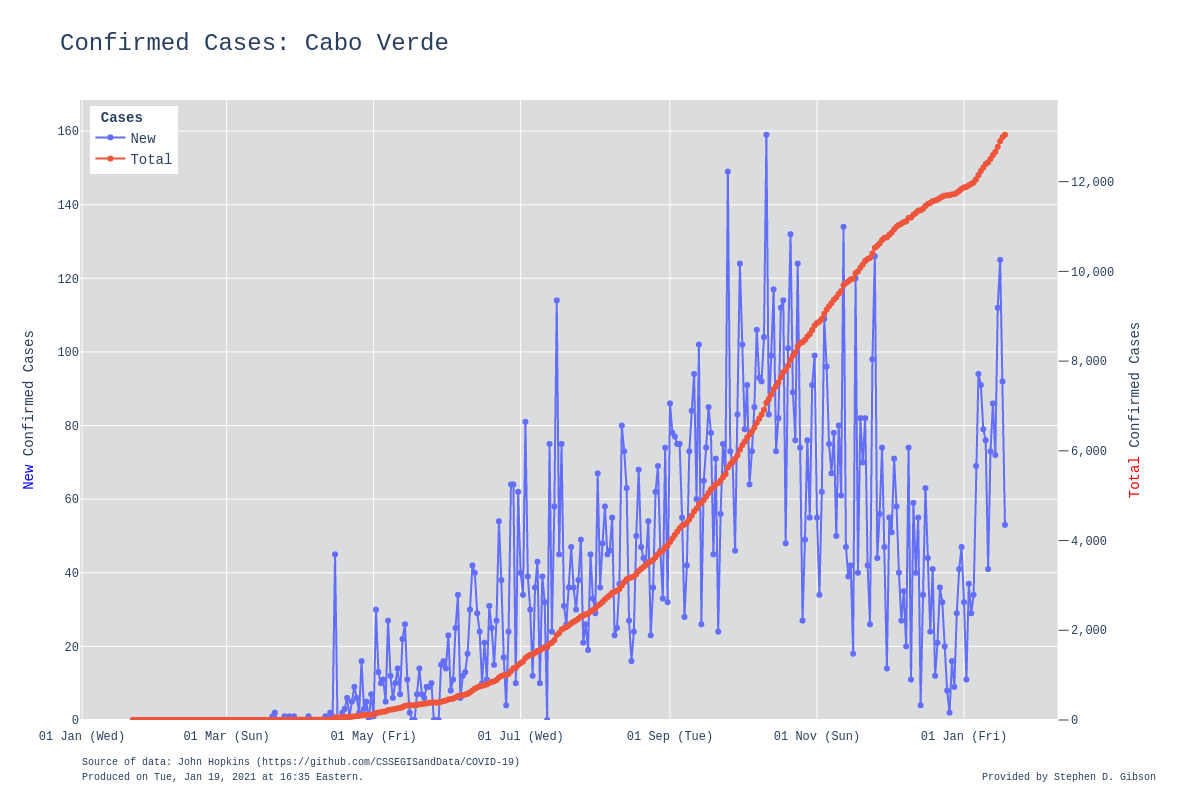 Confirmed Cases: Cabo Verde
Cases
New
Total
160
140
120
100
80
60
40
20
0
New Confirmed Cases
12,000
10,000
8,000
6,000
4,000
2,000
0
Total Confirmed Cases
01 Jan (Wed)
01 Mar (Sun)
01 May (Fri)
01 Jul (Wed)
01 Sep (Tue)
01 Nov (Sun)
01 Jan (Fri)
Source of data: John Hopkins (https://github.com/CSSEGISandData/COVID-19)
Produced on Tue, Jan 19, 2021 at 16:35 Eastern.
Provided by Stephen D. Gibson